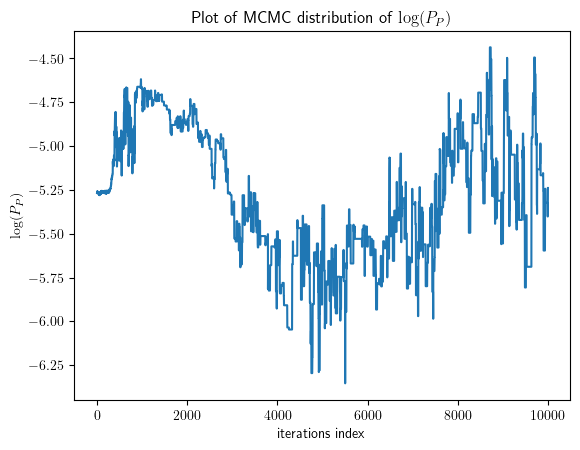 Plot of MCMC distribution of log(P_P)
−4.50
−4.75
−5.00
−5.25
−5.50
−5.75
−6.00
−6.25
log(P_P)
0 2000 4000 6000 8000 10000
iterations index